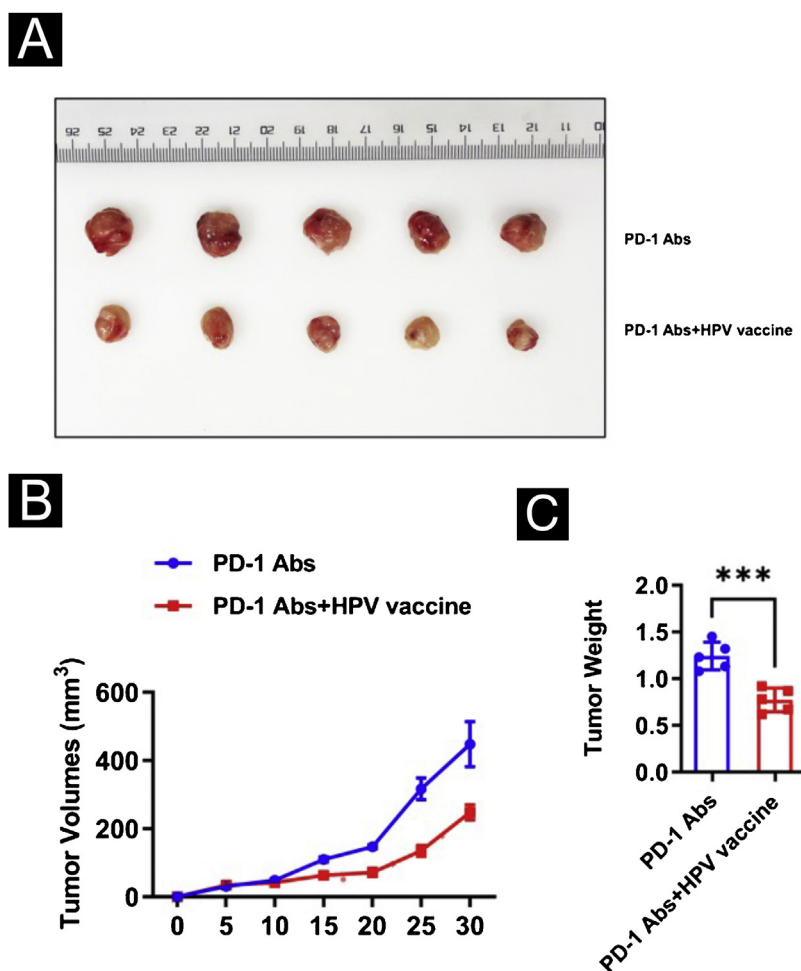 A
26 25 24 23 22 21 20 19 18 17 16 15 14 13 12 11 10
PD-1 Abs
PD-1 Abs+HPV vaccine
B
PD-1 Abs
PD-1 Abs+HPV vaccine
Tumor Volumes (mm³)
600
400
200
0
0 5 10 15 20 25 30
C
***
Tumor Weight
2.0
1.5
1.0
0.5
0.0
PD-1 Abs
PD-1 Abs+HPV vaccine